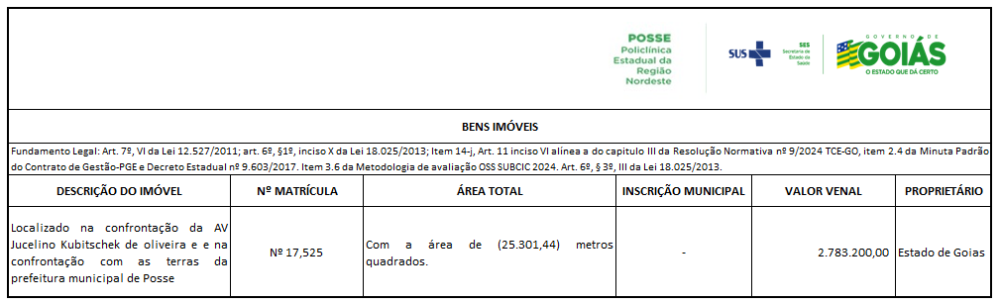 POSSE
Policlínica
Estadual da
Região
Nordeste
SUS
SES
Secretaria de
Estado da
Saúde
GOVERNO DE
GOIÁS
O ESTADO QUE DÁ CERTO
BENS IMÓVEIS
Fundamento Legal: Art. 7º, VI da Lei 12.527/2011; art. 6º, §1º, inciso X da Lei 18.025/2013; Item 14-j, Art. 11 inciso VI alínea a do capitulo III da Resolução Normativa nº 9/2024 TCE-GO, item 2.4 da Minuta Padrão
do Contrato de Gestão-PGE e Decreto Estadual nº 9.603/2017. Item 3.6 da Metodologia de avaliação OSS SUBCIC 2024. Art. 6º, § 3º, III da Lei 18.025/2013.
DESCRIÇÃO DO IMÓVEL Nº MATRÍCULA ÁREA TOTAL INSCRIÇÃO MUNICIPAL VALOR VENAL PROPRIETÁRIO
Localizado na confrontação da AV
Jucelino Kubitschek de oliveira e e na
confrontação com as terras da
prefeitura municipal de Posse
Nº 17,525
Com a área de (25.301,44) metros
quadrados.
-
2.783.200,00
Estado de Goias